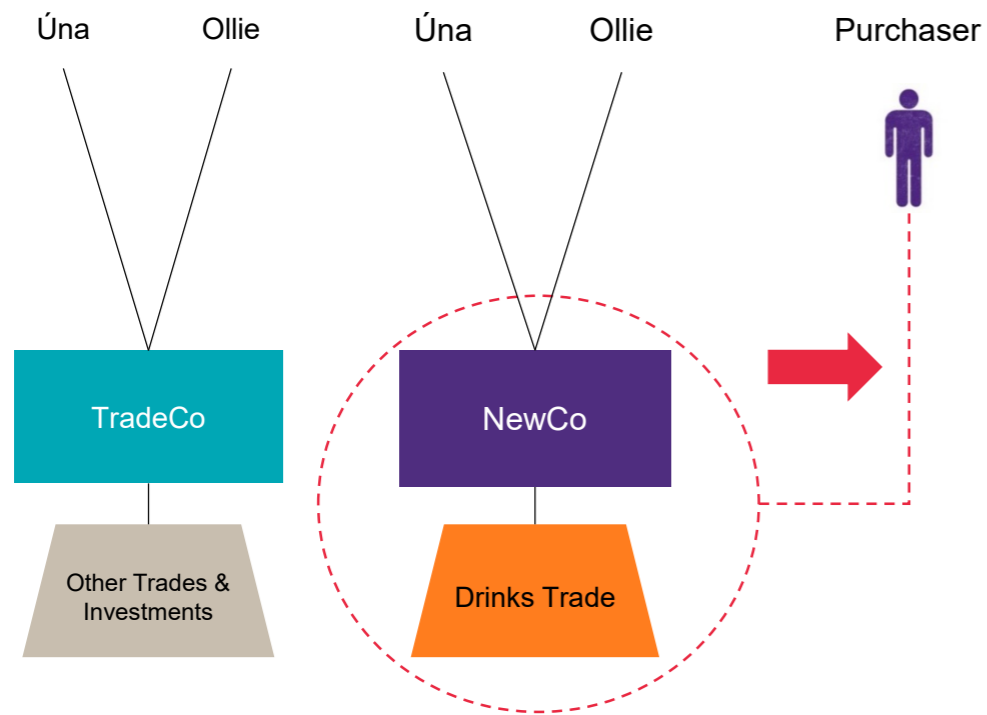 Úna
Ollie
Úna
Ollie
Purchaser
TradeCo
NewCo
Other Trades &
Investments
Drinks Trade